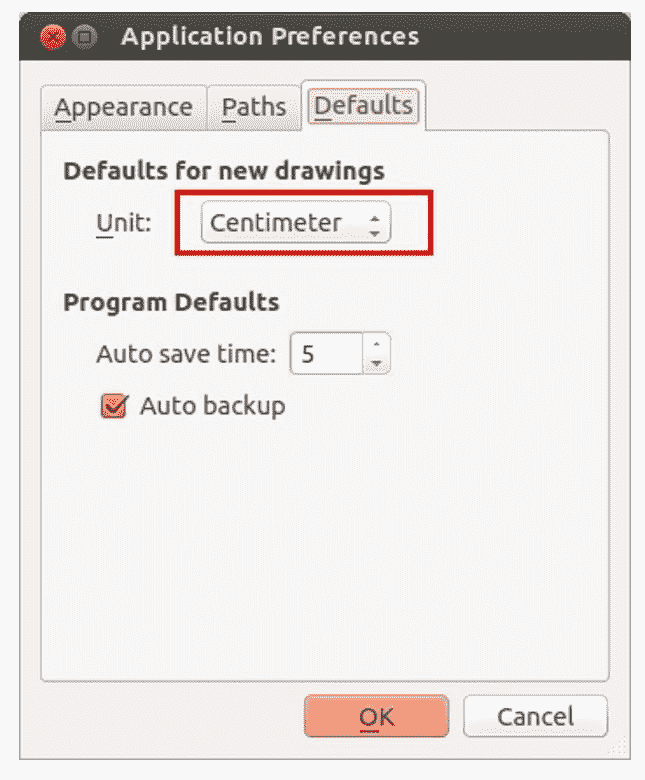 Application Preferences
Appearance Paths Defaults
Defaults for new drawings
Unit: Centimeter
Program Defaults
Auto save time: 5
Auto backup
OK Cancel